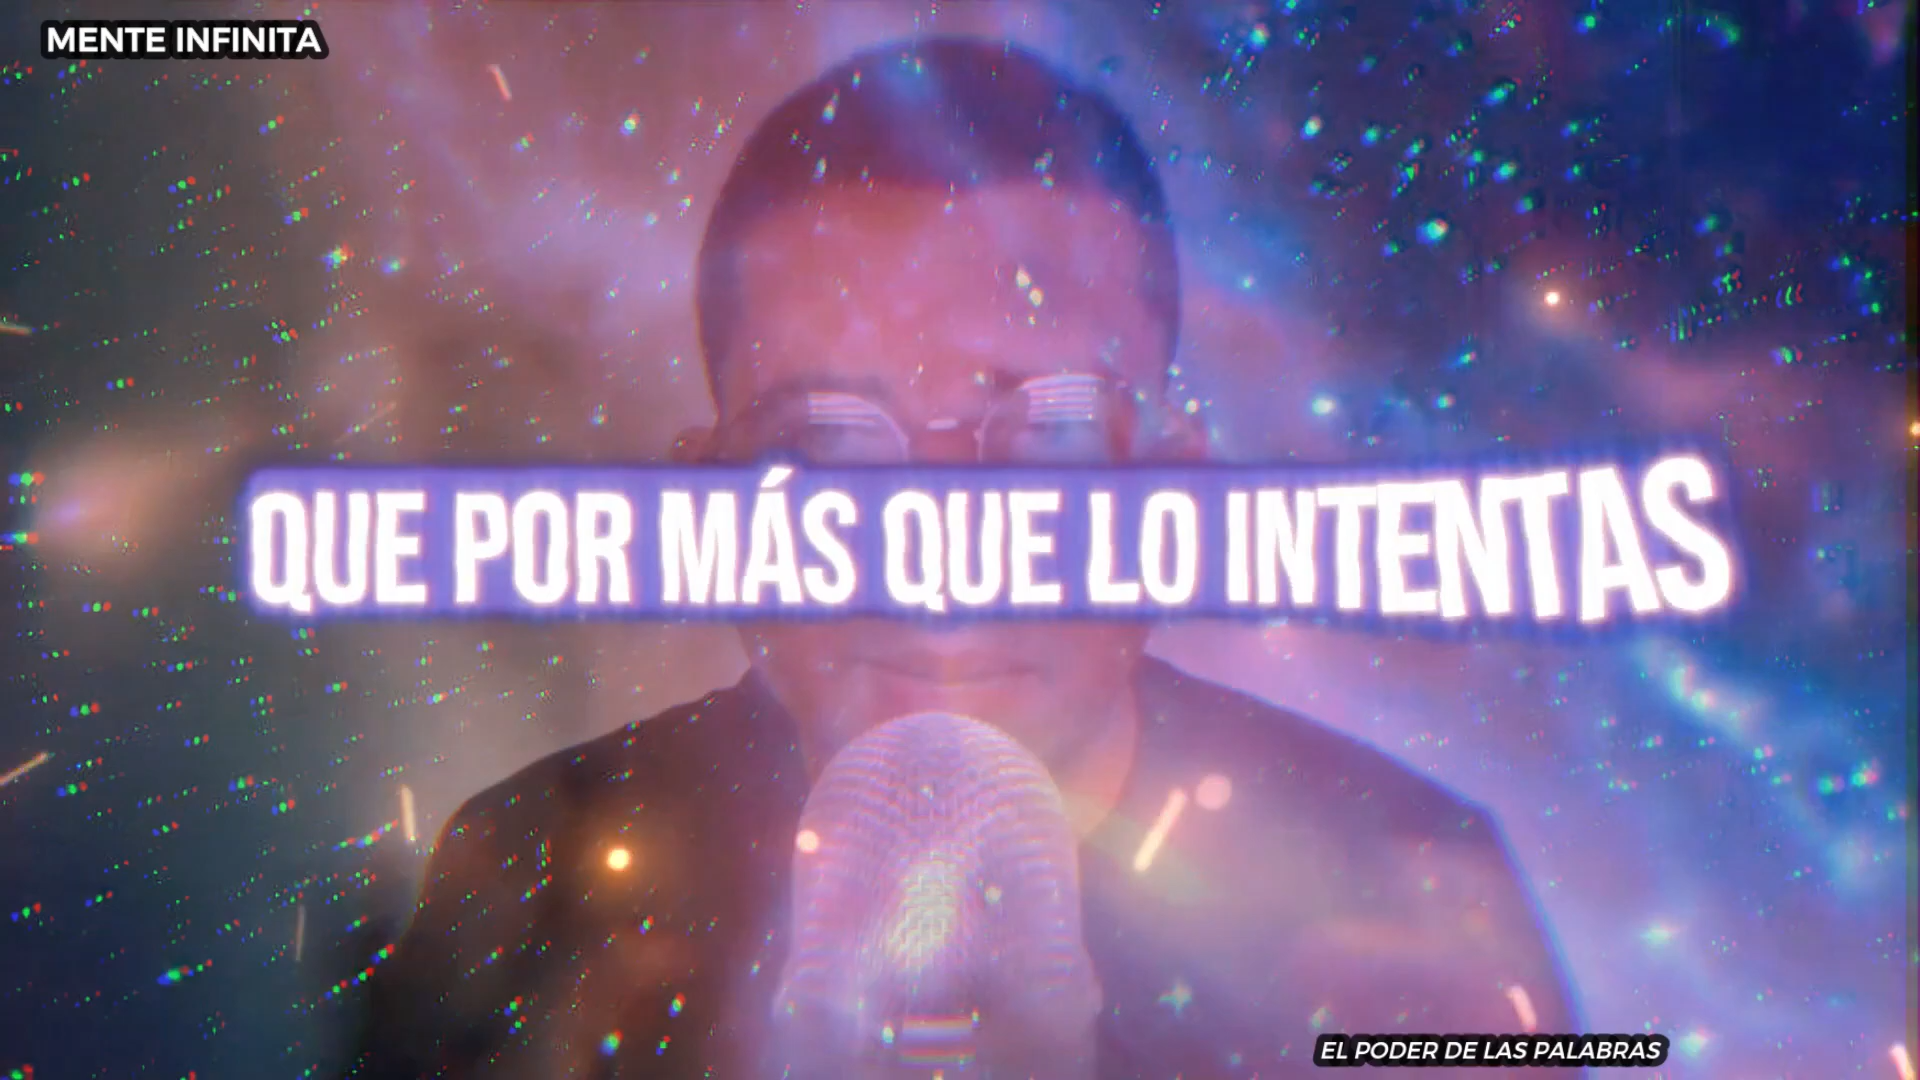 MENTE INFINITA
QUE POR MÁS QUE LO INTENTAS
EL PODER DE LAS PALABRAS